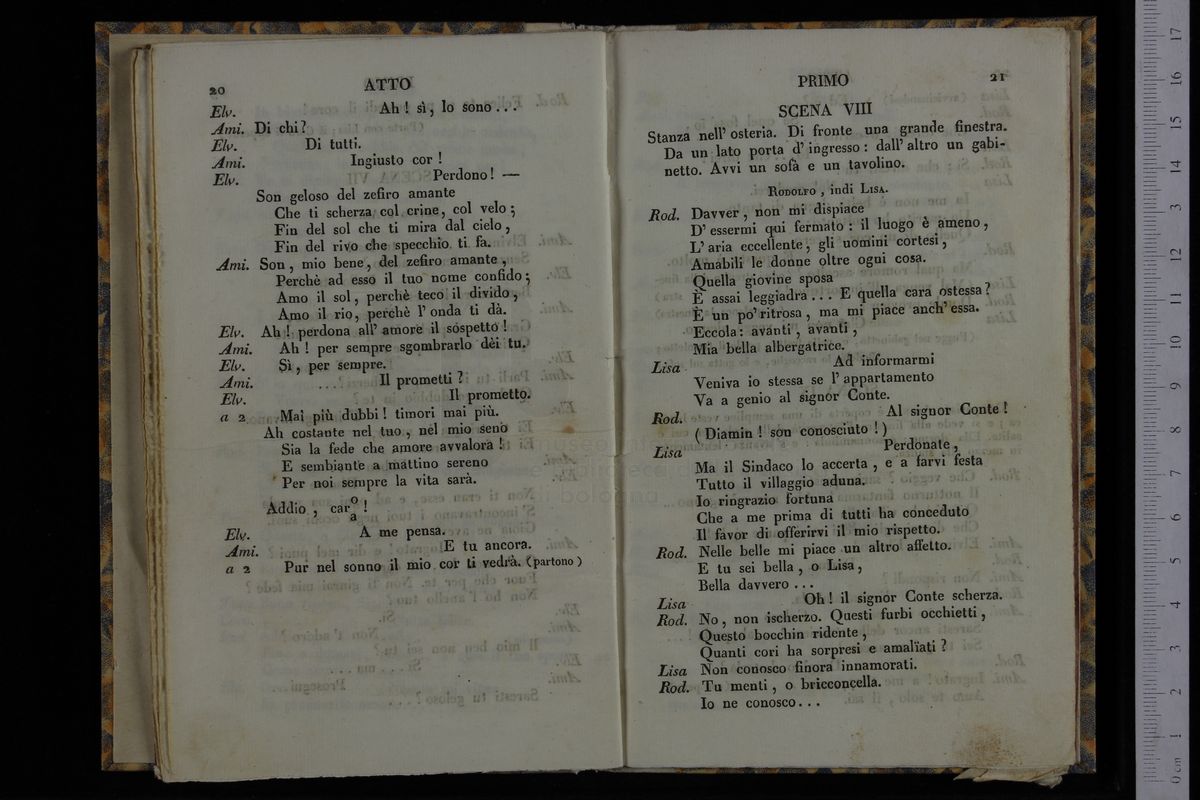 20
ATTO
Elv. Ah! sì, lo sono...
Ami. Di chi?
Elv. Di tutti.
Ami. Ingiusto cor!
Elv. Perdono! —
Son geloso del zefiro amante
Che ti scherza col crine, col velo;
Fin del sol che ti mira dal cielo,
Fin del rivo che specchio ti fa.
Ami. Son, mio bene, del zefiro amante,
Perchè ad esso il tuo nome confido;
Amo il sol, perchè teco il divido,
Amo il rio, perchè l'onda ti dà.
Elv. Ah! perdona all'amore il sospetto!
Ami. Ah! per sempre sgombrarlo dèi tu.
Elv. Sì, per sempre.
Ami. ...Il prometti?
Elv. Il prometto.
a 2 Mai più dubbi! timori mai più.
Ah costante nel tuo, nel mio seno
Sia la fede che amore avvalora!
E sembiante a mattino sereno
Per noi sempre la vita sarà.
Addio, caro/a!
Elv. A me pensa.
Ami. E tu ancora.
a 2 Pur nel sonno il mio cor ti vedrà. (partono)
PRIMO
21
SCENA VIII
Stanza nell'osteria. Di fronte una grande finestra.
Da un lato porta d'ingresso: dall'altro un gabi-
netto. Avvi un sofà e un tavolino.
Rodolfo, indi Lisa.
Rod. Davver, non mi dispiace
D'essermi qui fermato: il luogo è ameno,
L'aria eccellente, gli uomini cortesi,
Amabili le donne oltre ogni cosa.
Quella giovine sposa
È assai leggiadra... E quella cara ostessa?
È un po'ritrosa, ma mi piace anch'essa.
Eccola: avanti, avanti,
Mia bella albergatrice.
Lisa Ad informarmi
Veniva io stessa se l'appartamento
Va a genio al signor Conte.
Rod. Al signor Conte!
(Diamin! son conosciuto!)
Lisa Perdonate,
Ma il Sindaco lo accerta, e a farvi festa
Tutto il villaggio aduna.
Io ringrazio fortuna
Che a me prima di tutti ha conceduto
Il favor di offerirvi il mio rispetto.
Rod. Nelle belle mi piace un altro affetto.
E tu sei bella, o Lisa,
Bella davvero...
Lisa Oh! il signor Conte scherza.
Rod. No, non ischerzo. Questi furbi occhietti,
Questo bocchin ridente,
Quanti cori ha sorpresi e amalïati?
Lisa Non conosco finora innamorati.
Rod. Tu menti, o bricconcella.
Io ne conosco...